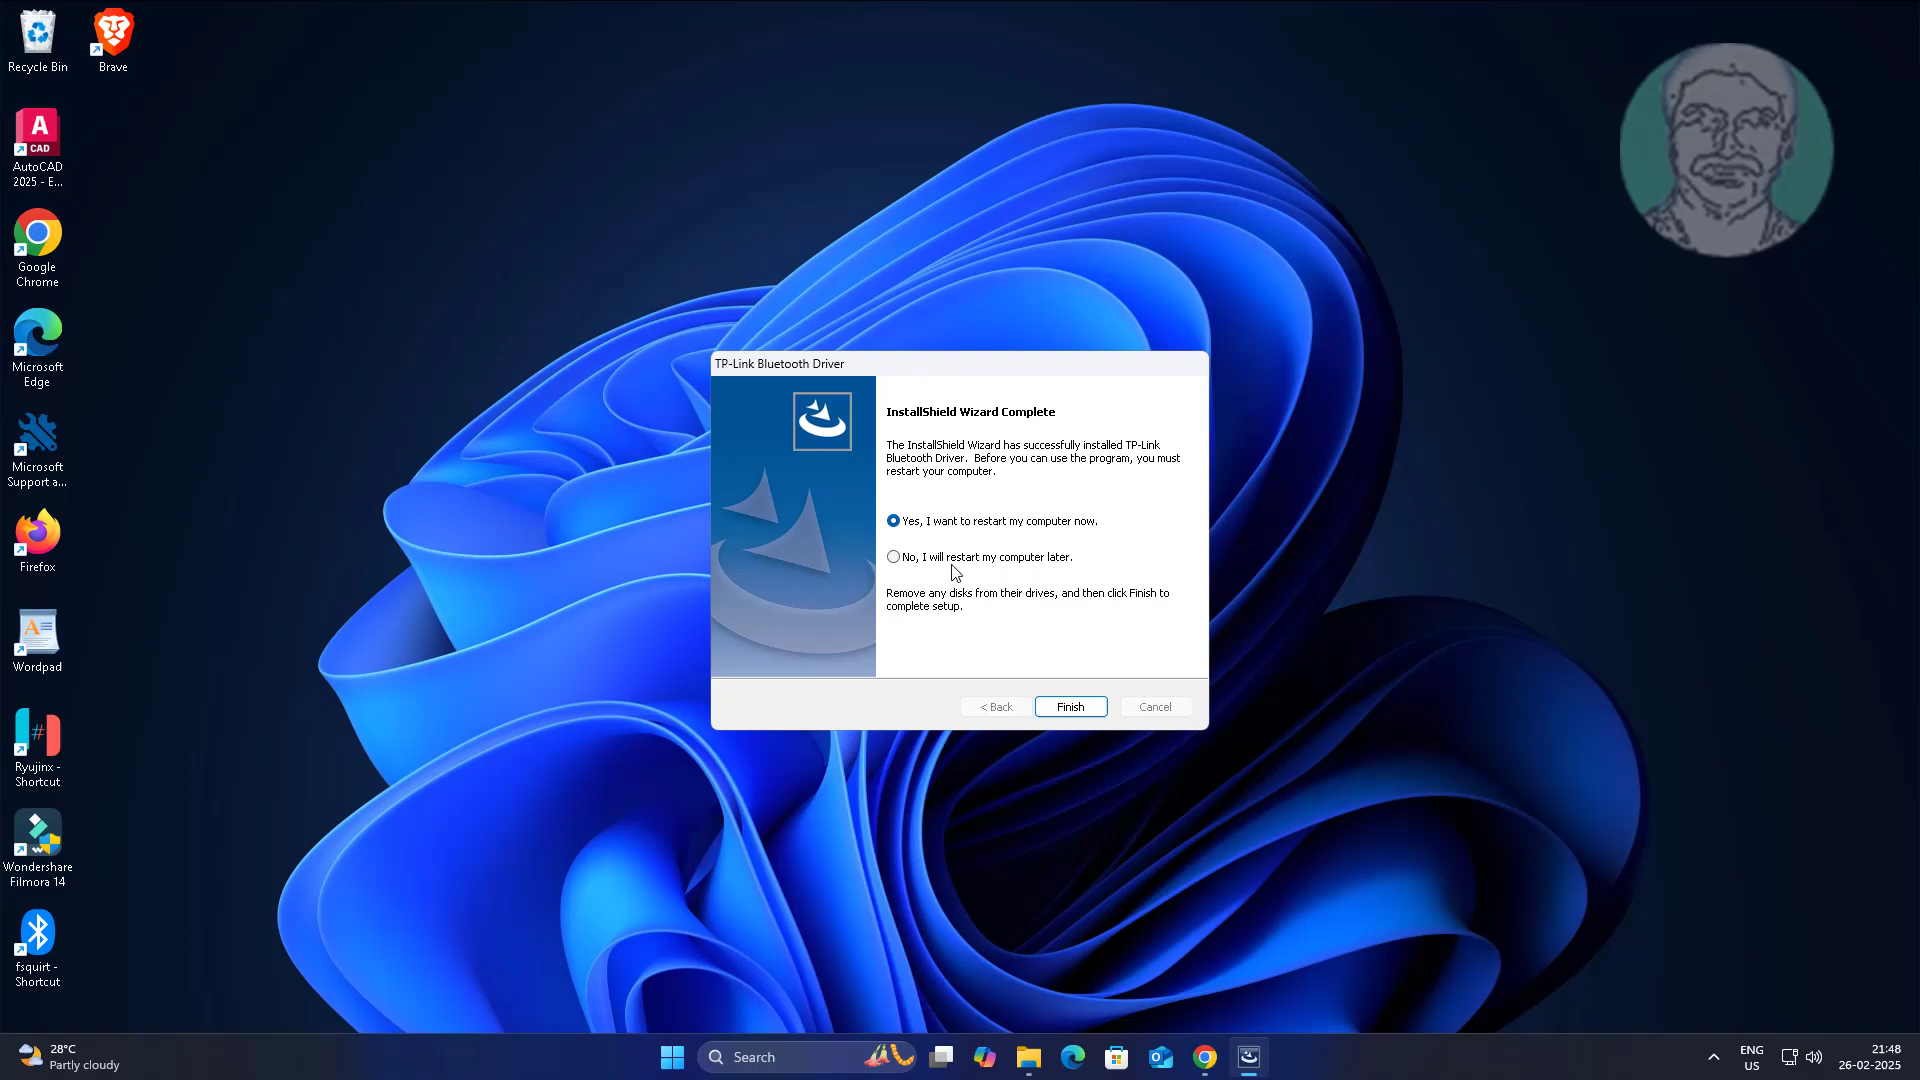 Recycle Bin
Brave
A
CAD
AutoCAD
2025 - E...
Google
Chrome
Microsoft
Edge
Microsoft
Support a...
Firefox
Wordpad
Ryujinx -
Shortcut
Wondershare
Filmora 14
fsquirt -
Shortcut
TP-Link Bluetooth Driver
InstallShield Wizard Complete
The InstallShield Wizard has successfully installed TP-Link
Bluetooth Driver. Before you can use the program, you must
restart your computer.
Yes, I want to restart my computer now.
No, I will restart my computer later.
Remove any disks from their drives, and then click Finish to
complete setup.
< Back
Finish
Cancel
28°C
Partly cloudy
Search
ENG
US
21:48
26-02-2025